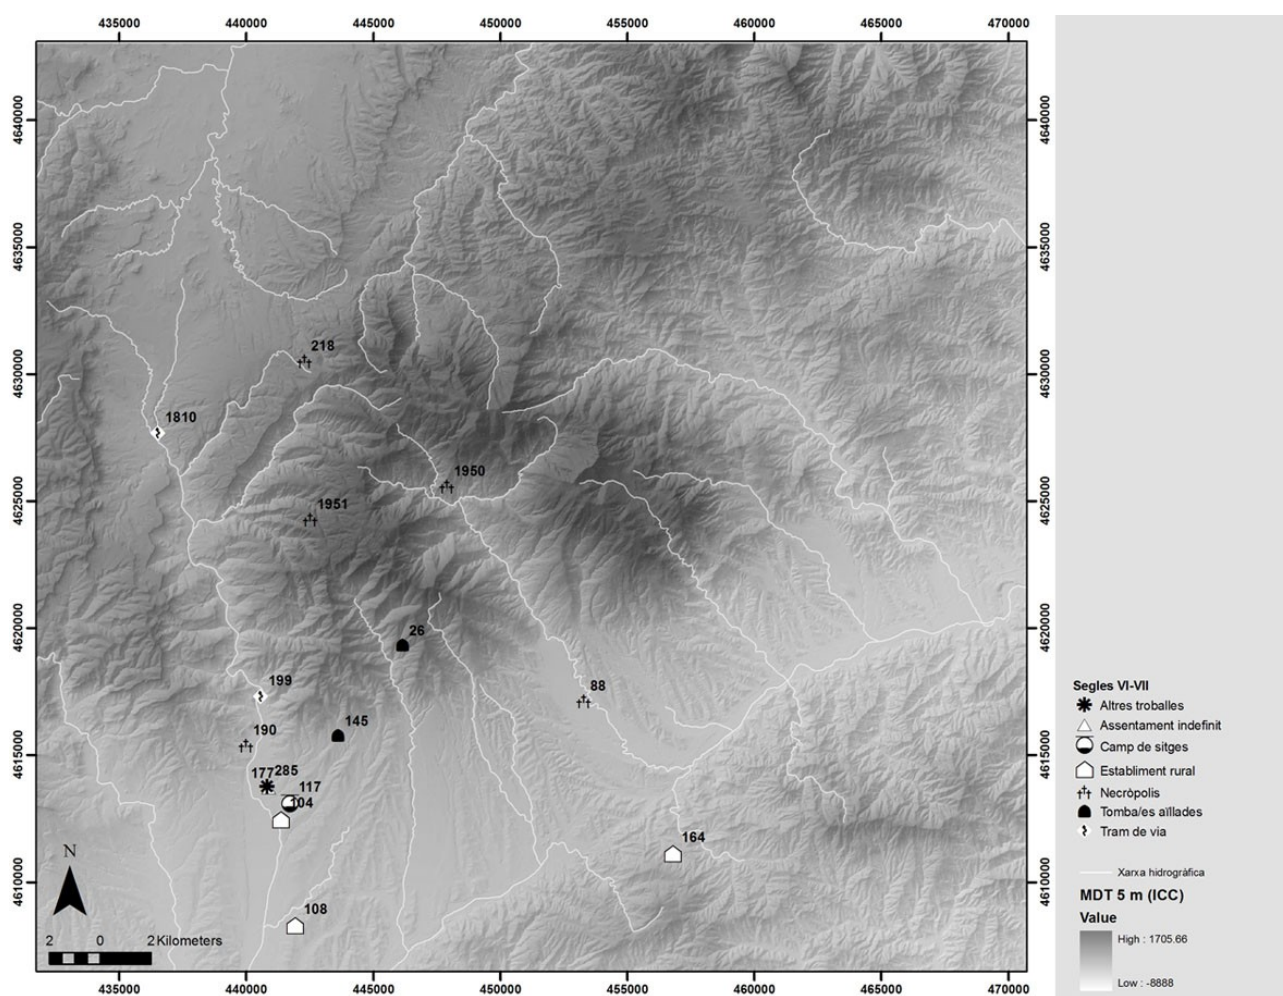 435000 440000 445000 450000 455000 460000 465000 470000
4640000 4640000
4635000 4635000
218
4630000 4630000
1810
1950
4625000 1951 4625000
4620000 26 4620000
199 88
190 145
4615000 4615000
177 285
117
104
164
4610000 4610000
108
N
2 0 2 Kilometers
435000 440000 445000 450000 455000 460000 465000 470000
Segles VI-VII
Altres troballes
Assentament indefinit
Camp de sitges
Establiment rural
Necròpolis
Tomba/es aïllades
Tram de via
Xarxa hidrogràfica
MDT 5 m (ICC)
Value
High : 1705.66
Low : -8888